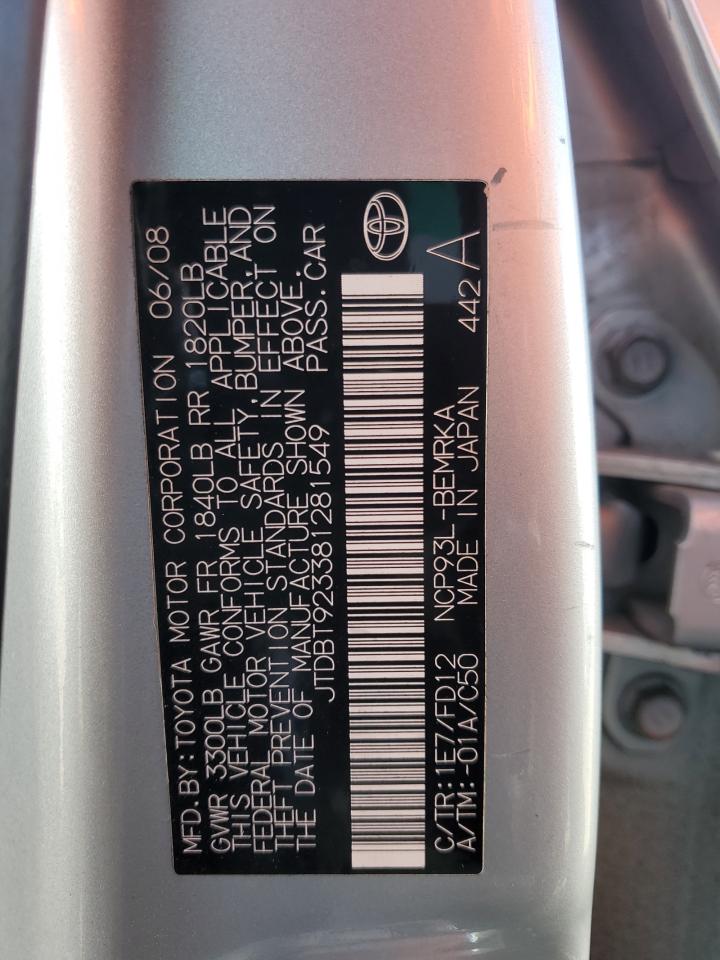 MFD.BY:TOYOTA MOTOR CORPORATION 06/08
GVWR 3300LB GAWR FR 1840LB RR 1820LB
THIS VEHICLE CONFORMS TO ALL APPLICABLE
FEDERAL MOTOR VEHICLE SAFETY,BUMPER,AND
THEFT PREVENTION STANDARDS IN EFFECT ON
THE DATE OF MANUFACTURE SHOWN ABOVE.
JTDBT923381281549 PASS.CAR
C/TR:1E7/FD12 NCP93L-BEMRKA 442 A
A/TM:-01A/C50 MADE IN JAPAN